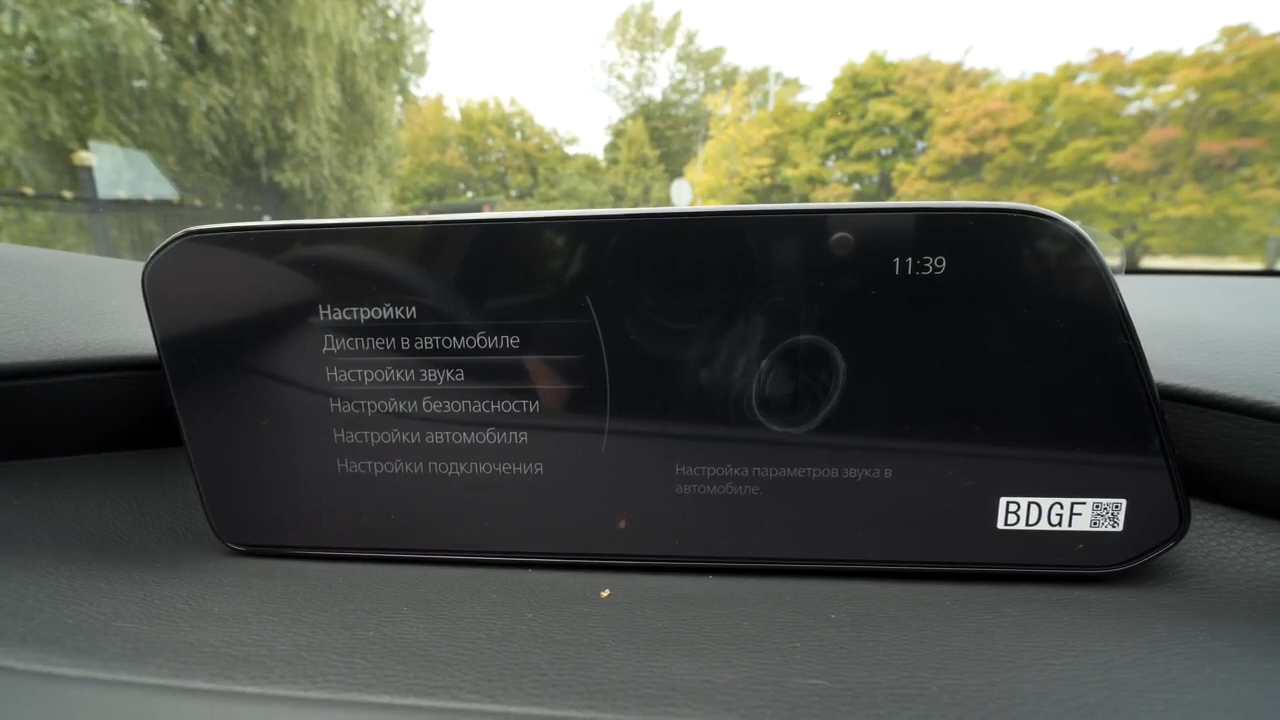 11:39
Настройки
Дисплеи в автомобиле
Настройки звука
Настройки безопасности
Настройки автомобиля
Настройки подключения
Настройка параметров звука в
автомобиле.
BDGF